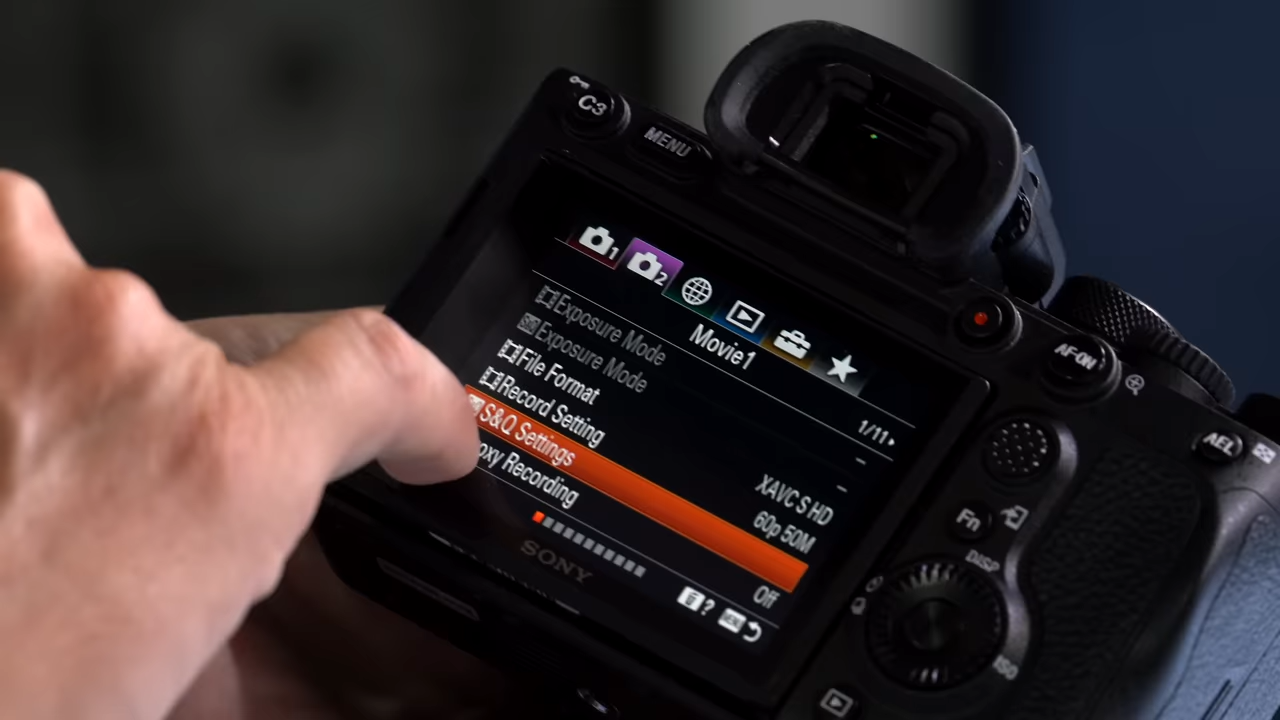 C3
MENU
1
2
Movie1
1/11
Exposure Mode –
Exposure Mode –
File Format XAVC S HD
Record Setting 60p 50M
S&Q Settings
oxy Recording Off
?
SONY
AF-ON
AEL
Fn
DISP
ISO